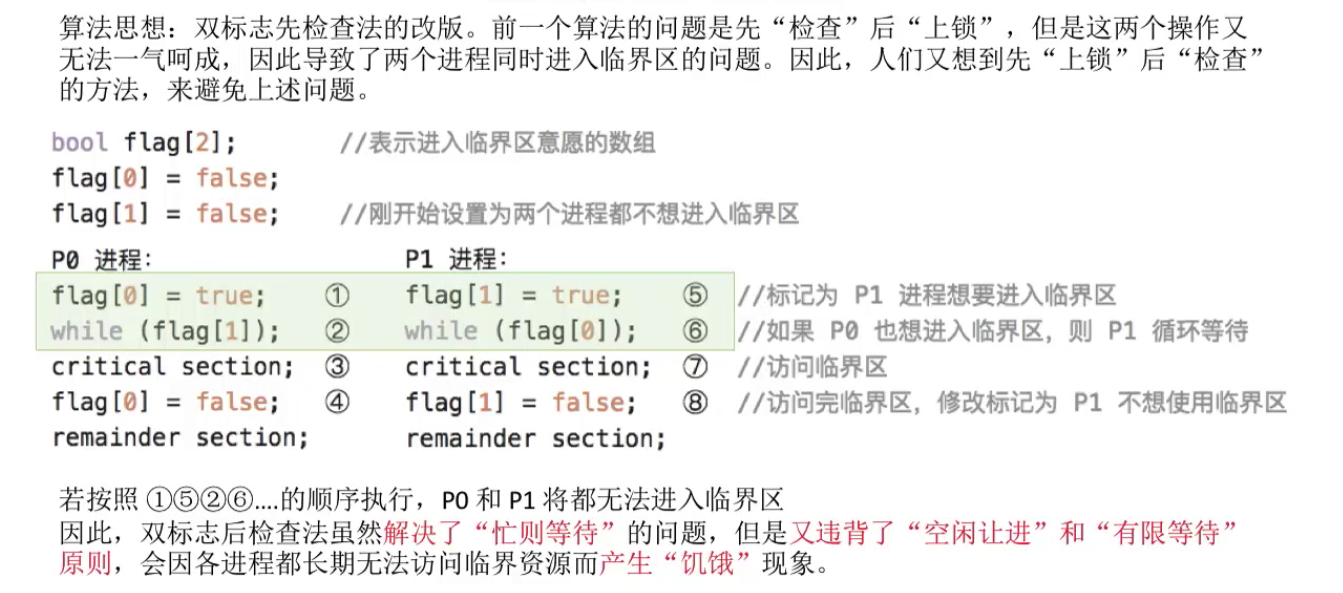 算法思想：双标志先检查法的改版。前一个算法的问题是先“检查”后“上锁”，但是这两个操作又
无法一气呵成，因此导致了两个进程同时进入临界区的问题。因此，人们又想到先“上锁”后“检查”
的方法，来避免上述问题。
bool flag[2]; //表示进入临界区意愿的数组
flag[0] = false;
flag[1] = false; //刚开始设置为两个进程都不想进入临界区
P0 进程： P1 进程：
flag[0] = true; ① flag[1] = true; ⑤ //标记为 P1 进程想要进入临界区
while (flag[1]); ② while (flag[0]); ⑥ //如果 P0 也想进入临界区，则 P1 循环等待
critical section; ③ critical section; ⑦ //访问临界区
flag[0] = false; ④ flag[1] = false; ⑧ //访问完临界区，修改标记为 P1 不想使用临界区
remainder section; remainder section;
若按照 ①⑤②⑥....的顺序执行，P0 和 P1 将都无法进入临界区
因此，双标志后检查法虽然解决了“忙则等待”的问题，但是又违背了“空闲让进”和“有限等待”
原则，会因各进程都长期无法访问临界资源而产生“饥饿”现象。